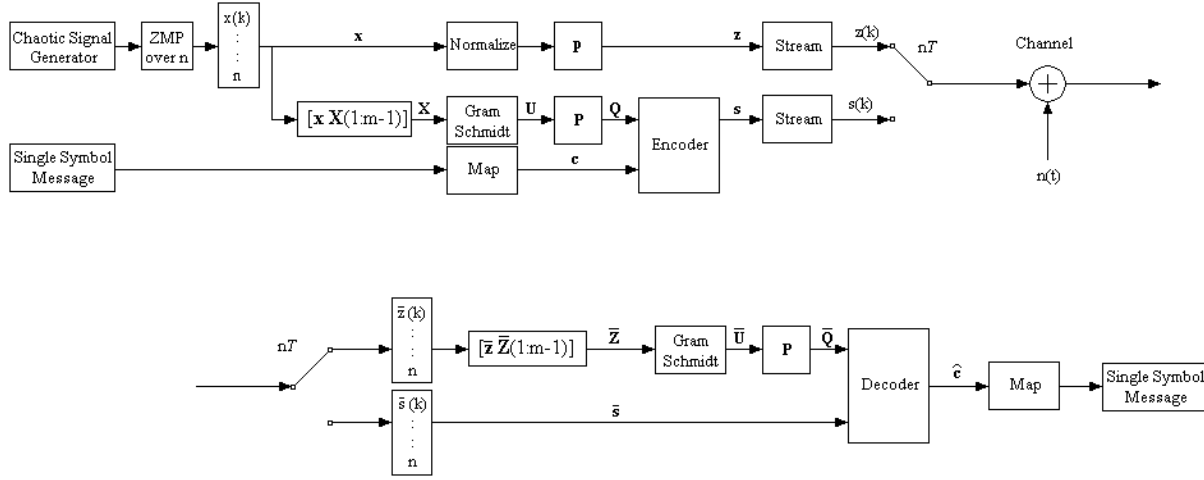 Chaotic Signal
Generator
ZMP
over n
x(k)
.
.
.
n
x
Normalize
p
z
Stream
z(k)
nT
Channel
+
[x X(1:m-1)]
X
Gram
Schmidt
U
P
Q
Encoder
s
Stream
s(k)
n(t)
Single Symbol
Message
Map
c
nT
z̄(k)
.
.
.
n
[z̄ Z̄(1:m-1)]
Z̄
Gram
Schmidt
Ū
P
Q̄
Decoder
ĉ
Map
Single Symbol
Message
s̄(k)
.
.
.
n
s̄